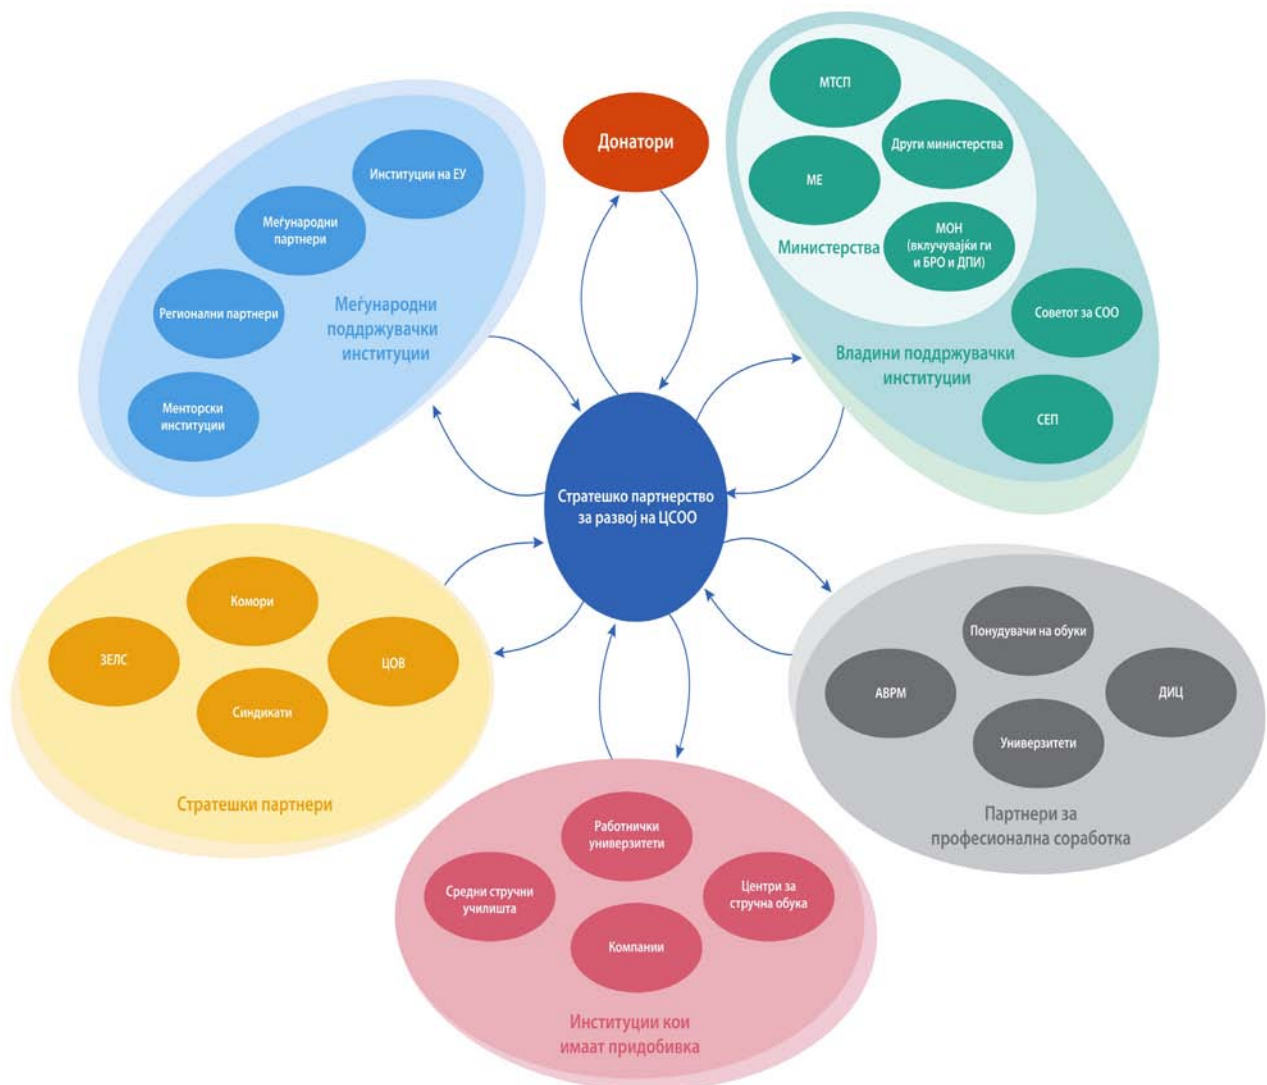 Донатори
МТСП
Други министерства
МЕ
МОН
(вклучувајќи ги
и БРО и ДПИ)
Министерства
Советот за СОО
Владини поддржувачки
институции
СЕП
Институции на ЕУ
Меѓународни
партнери
Регионални партнери
Меѓународни
поддржувачки
институции
Менторски
институции
Стратешко партнерство
за развој на ЦСОО
Комори
ЗЕЛС
ЦОВ
Синдикати
Стратешки партнери
Понудувачи на обуки
АВРМ
ДИЦ
Универзитети
Партнери за
професионална соработка
Работнички
универзитети
Средни стручни
училишта
Центри за
стручна обука
Компании
Институции кои
имаат придобивка